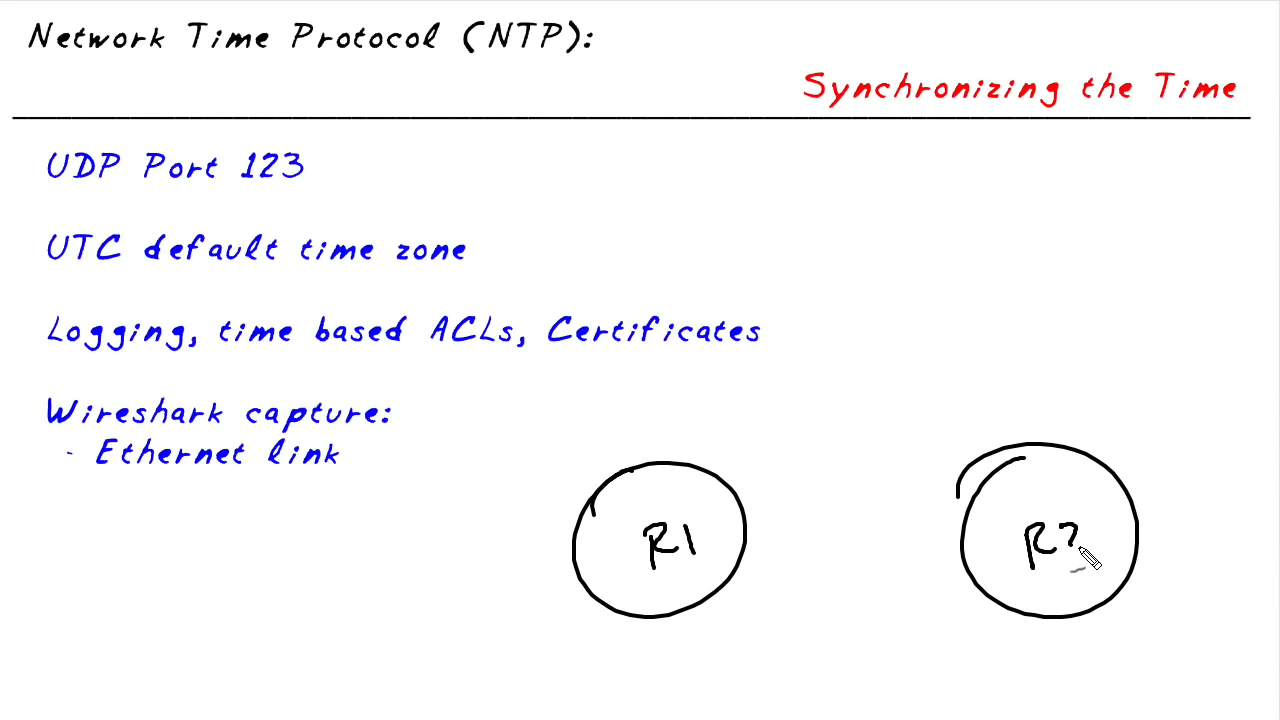 Network Time Protocol (NTP):
Synchronizing the Time
UDP Port 123
UTC default time zone
Logging, time based ACLs, Certificates
Wireshark capture:
- Ethernet link
R1